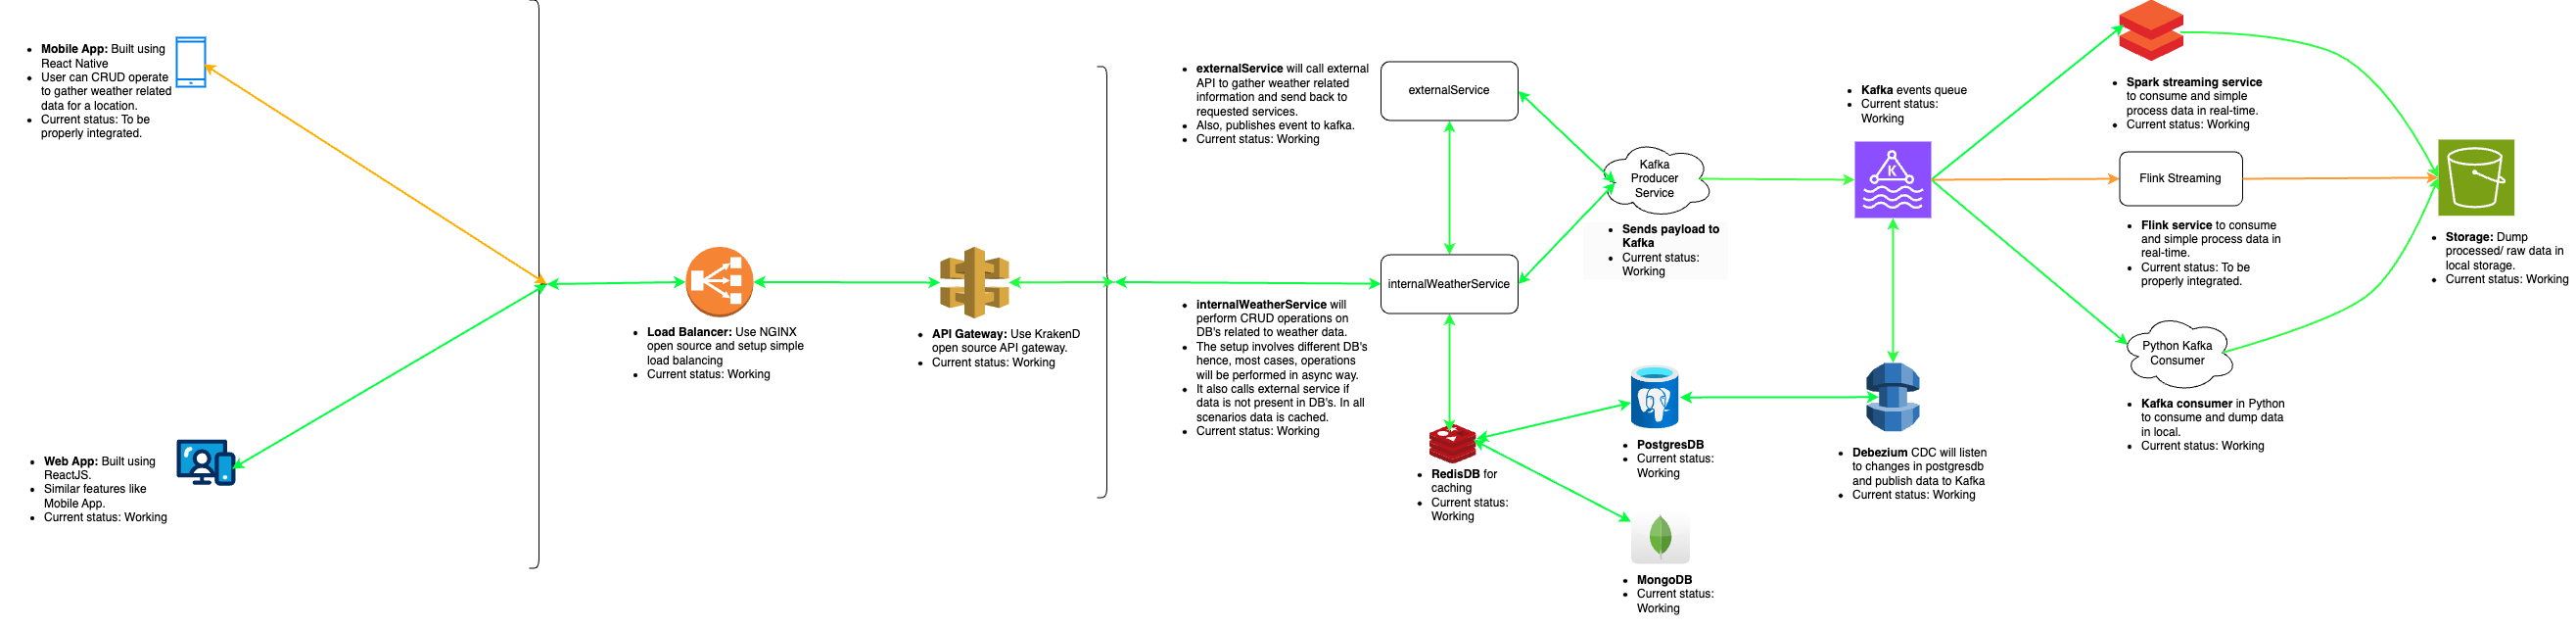 • Mobile App: Built using
React Native
• User can CRUD operate
to gather weather related
data for a location.
• Current status: To be
properly integrated.
• Web App: Built using
ReactJS.
• Similar features like
Mobile App.
• Current status: Working
• Load Balancer: Use NGINX
open source and setup simple
load balancing
• Current status: Working
• API Gateway: Use KrakenD
open source API gateway.
• Current status: Working
• externalService will call external
API to gather weather related
information and send back to
requested services.
• Also, publishes event to kafka.
• Current status: Working
externalService
• internalWeatherService will
perform CRUD operations on
DB's related to weather data.
• The setup involves different DB's
hence, most cases, operations
will be performed in async way.
• It also calls external service if
data is not present in DB's. In all
scenarios data is cached.
• Current status: Working
internalWeatherService
• RedisDB for
caching
• Current status:
Working
Kafka
Producer
Service
• Sends payload to
Kafka
• Current status:
Working
• PostgresDB
• Current status:
Working
• MongoDB
• Current status:
Working
• Kafka events queue
• Current status:
Working
K
• Debezium CDC will listen
to changes in postgresdb
and publish data to Kafka
• Current status: Working
• Spark streaming service
to consume and simple
process data in real-time.
• Current status: Working
Flink Streaming
• Flink service to consume
and simple process data in
real-time.
• Current status: To be
properly integrated.
Python Kafka
Consumer
• Kafka consumer in Python
to consume and dump data
in local.
• Current status: Working
• Storage: Dump
processed/ raw data in
local storage.
• Current status: Working